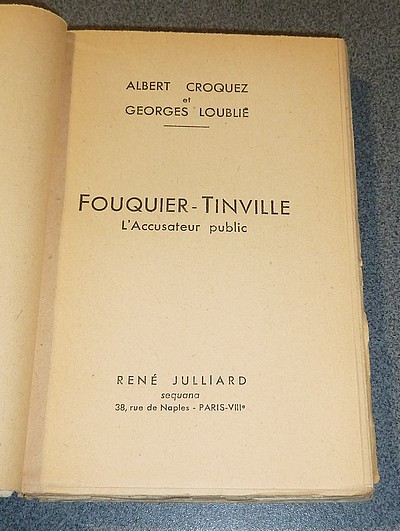 ALBERT CROQUEZ
et
GEORGES LOUBLIÉ
FOUQUIER-TINVILLE
L'Accusateur public
RENÉ JULLIARD
sequana
38, rue de Naples - PARIS-VIIIe